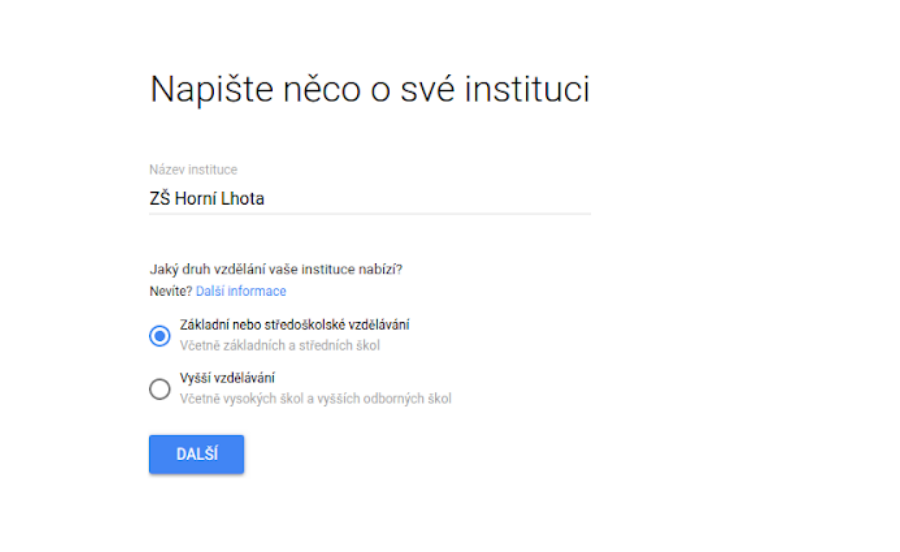 Napište něco o své instituci
Název instituce
ZŠ Horní Lhota
Jaký druh vzdělání vaše instituce nabízí?
Nevíte? Další informace
Základní nebo středoškolské vzdělávání
Včetně základních a středních škol
Vyšší vzdělávání
Včetně vysokých škol a vyšších odborných škol
DALŠÍ